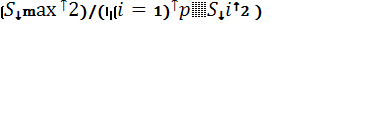 (S↓max↑2)/(∑_(i = 1)↑p▒S↓i↑2 )